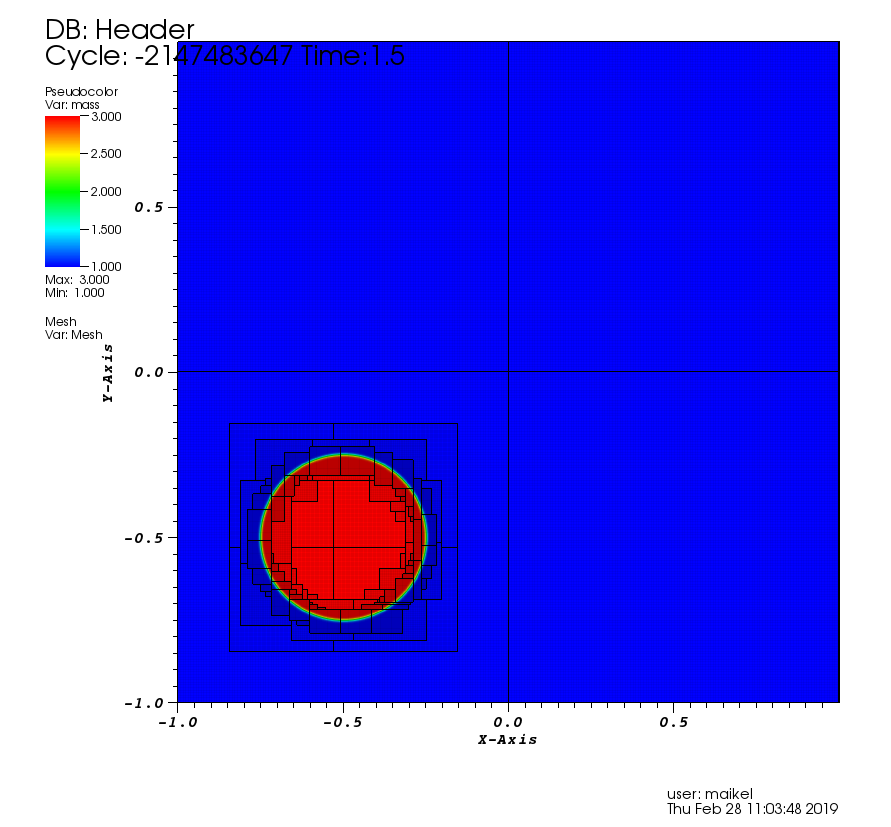 DB: Header
Cycle: -2147483647 Time:1.5
Pseudocolor
Var: mass
3.000
2.500
2.000
1.500
1.000
Max: 3.000
Min: 1.000
Mesh
Var: Mesh
Y-Axis
0.5
0.0
-0.5
-1.0
-1.0 -0.5 0.0 0.5
X-Axis
user: maikel
Thu Feb 28 11:03:48 2019